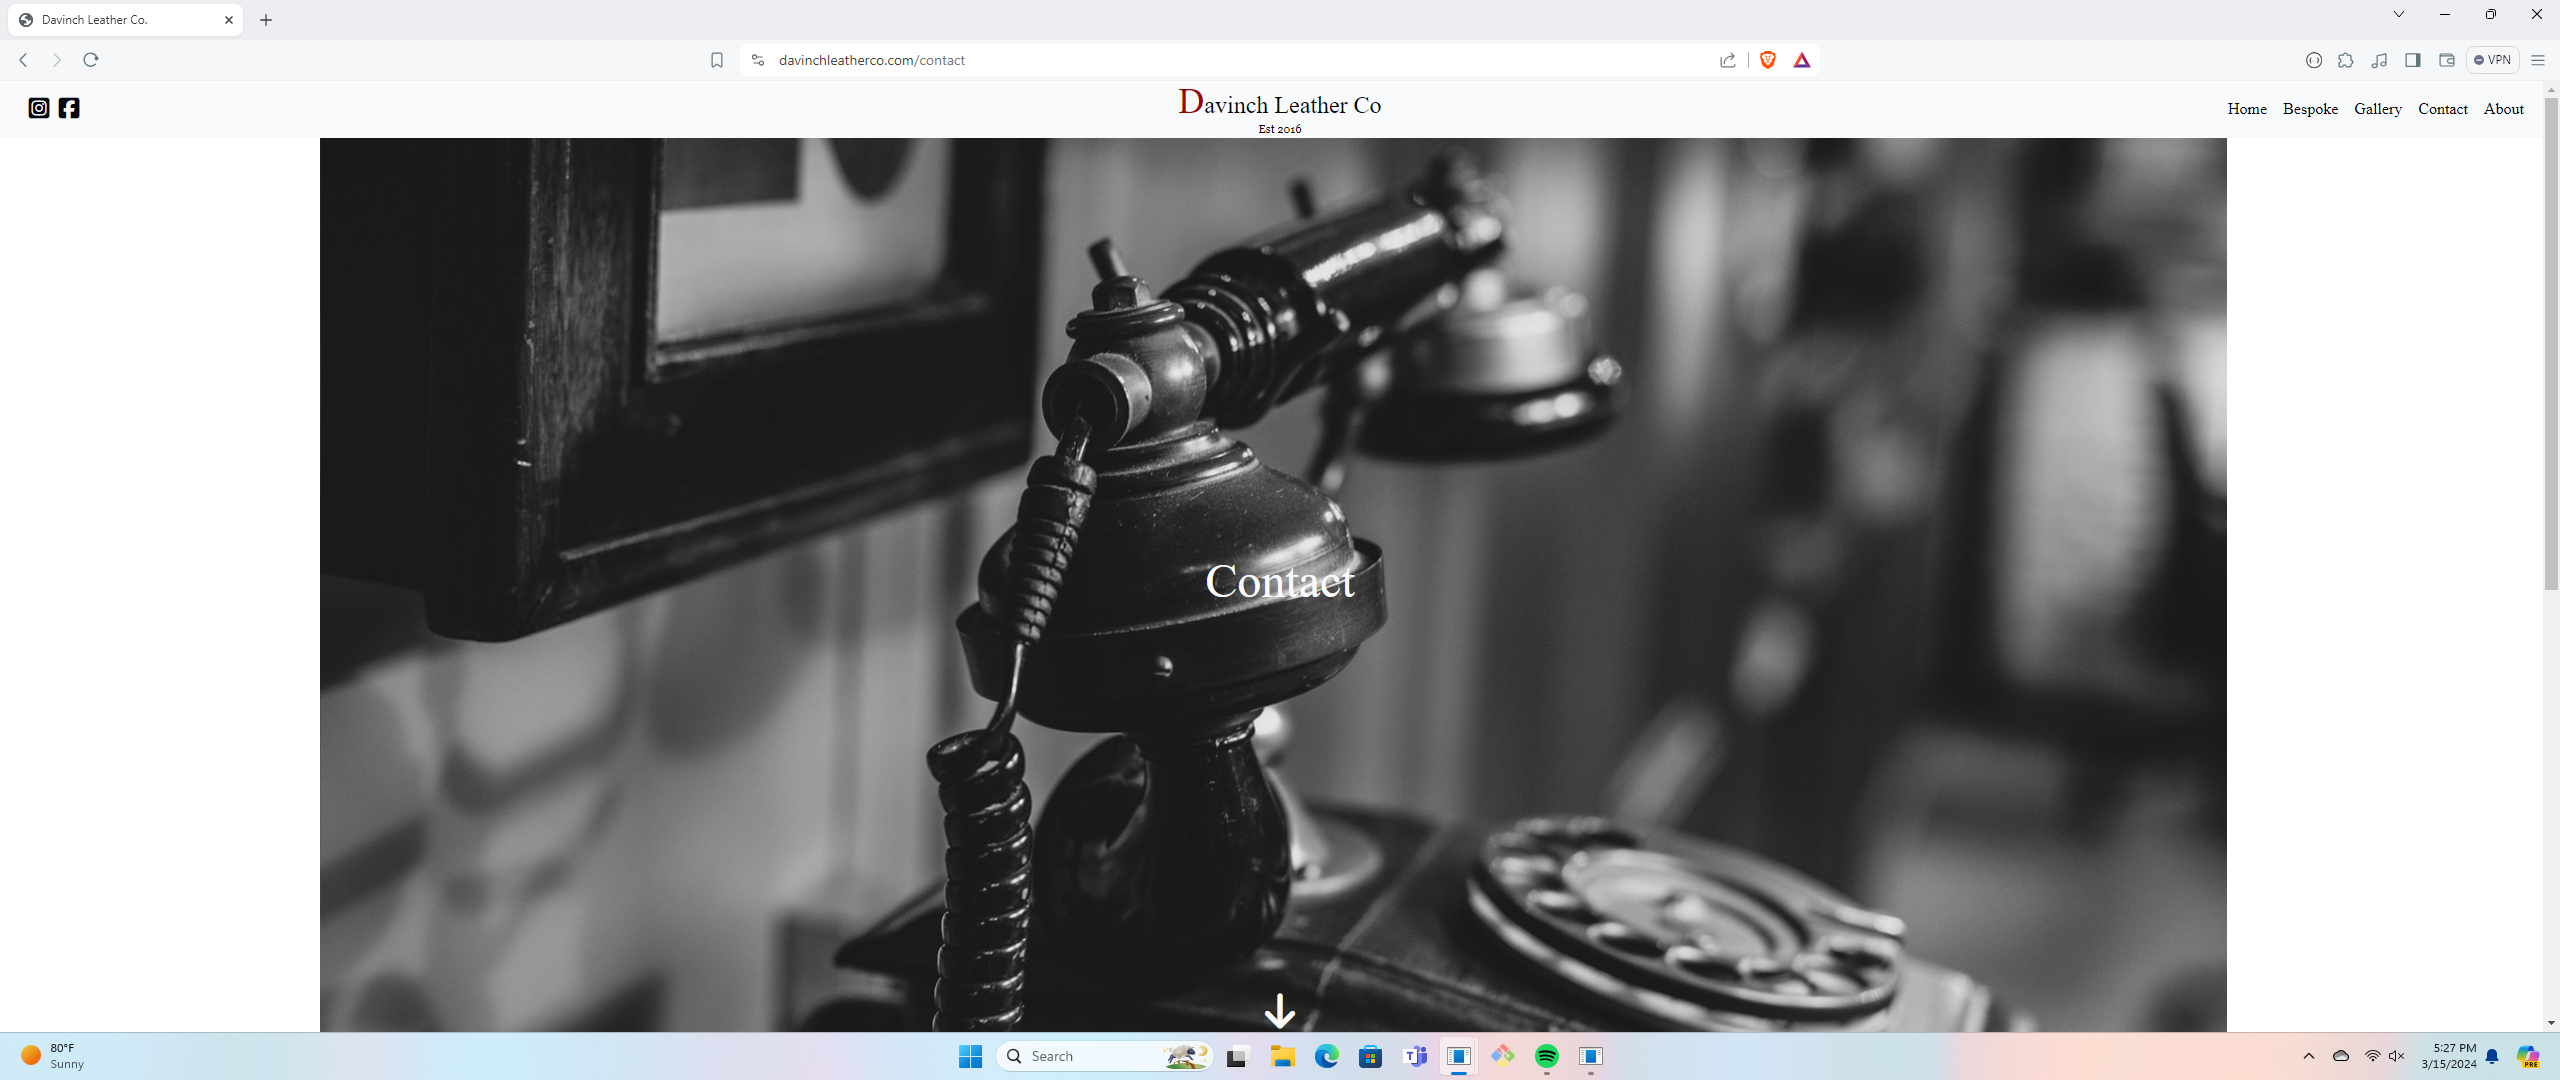 Davinch Leather Co.
davinchleatherco.com/contact
VPN
Davinch Leather Co
Est 2016
Home Bespoke Gallery Contact About
Contact
80°F
Sunny
Search
T
PRE
5:27 PM
3/15/2024